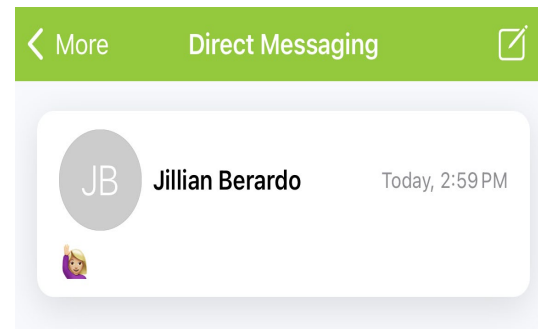 More Direct Messaging
JB Jillian Berardo Today, 2:59 PM
🙋🏼‍♀️